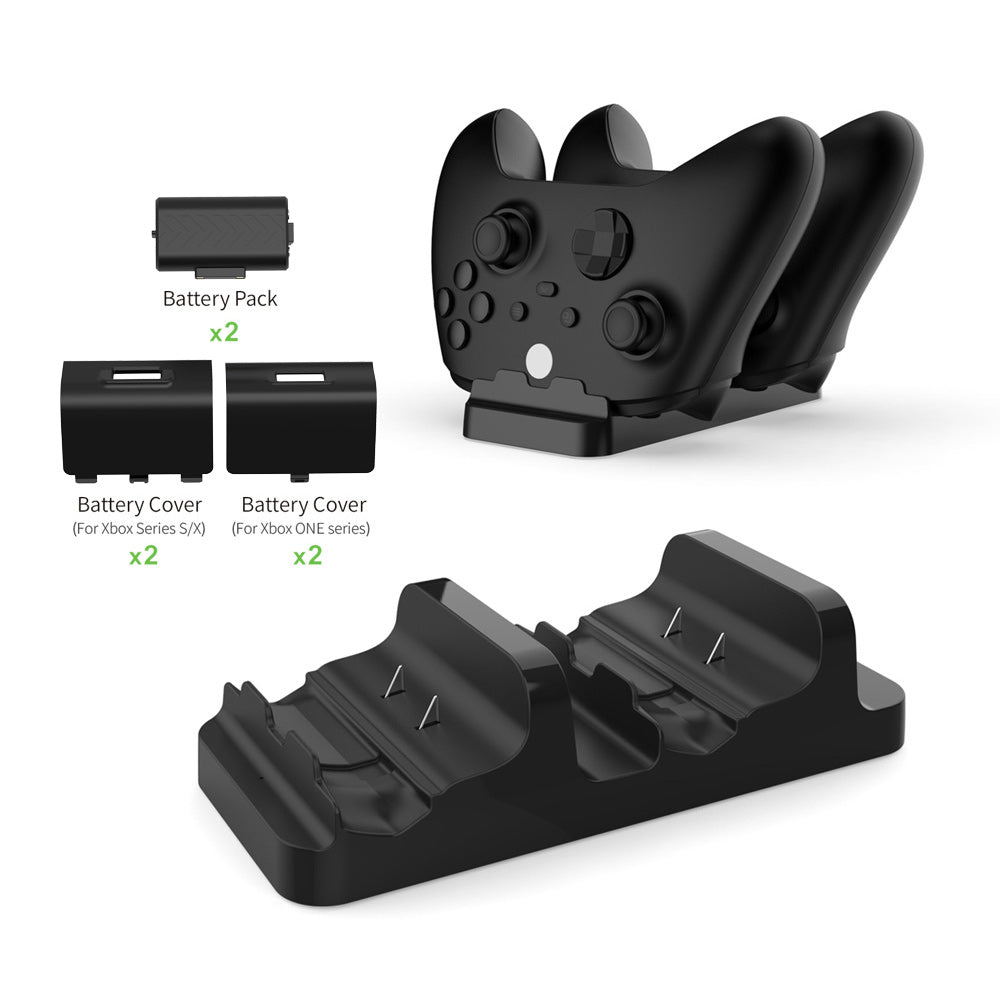 Battery Pack
x2
Battery Cover
(For Xbox Series S/X)
x2
Battery Cover
(For Xbox ONE series)
x2